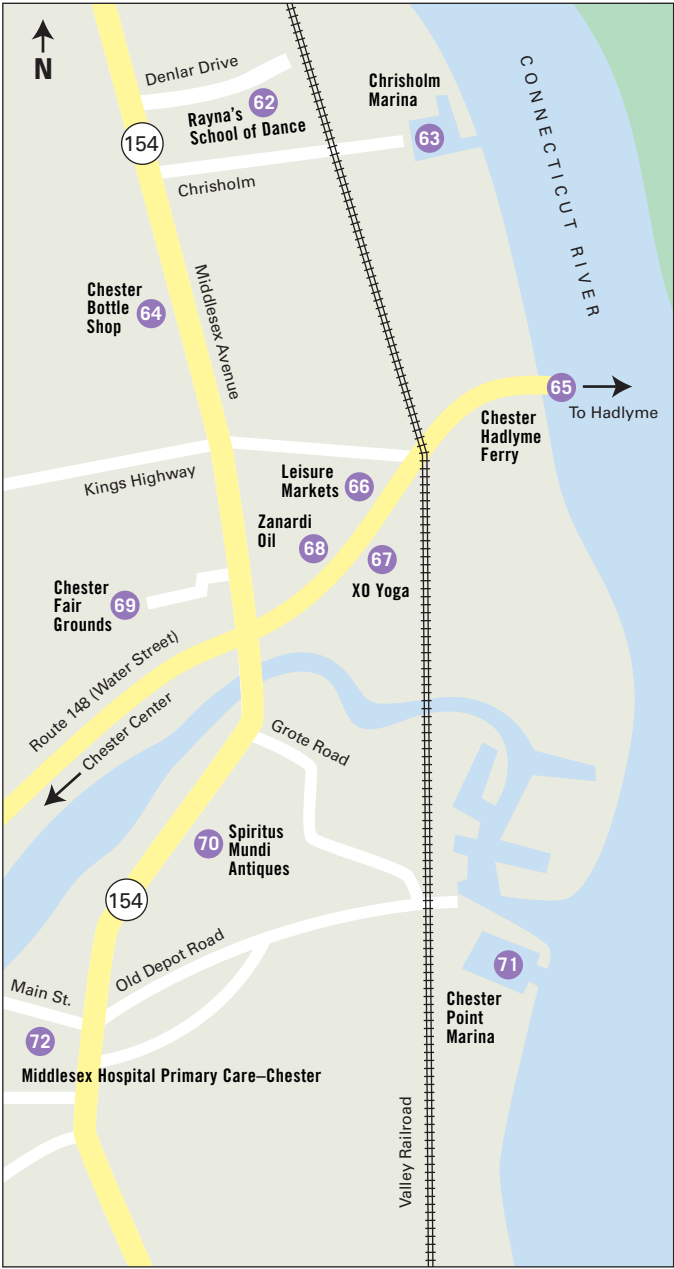 N
Denlar Drive
62
Rayna's
School of Dance
Chrisholm
Marina
63
154
Chrisholm
CONNECTICUT RIVER
Chester
Bottle
Shop
64
Middlesex Avenue
65
To Hadlyme
Chester
Hadlyme
Ferry
Kings Highway
Leisure
Markets
66
Zanardi
Oil
68
67
XO Yoga
Chester
Fair
Grounds
69
Route 148 (Water Street)
Chester Center
Grote Road
70
Spiritus
Mundi
Antiques
154
Old Depot Road
71
Chester
Point
Marina
Main St.
72
Middlesex Hospital Primary Care–Chester
Valley Railroad